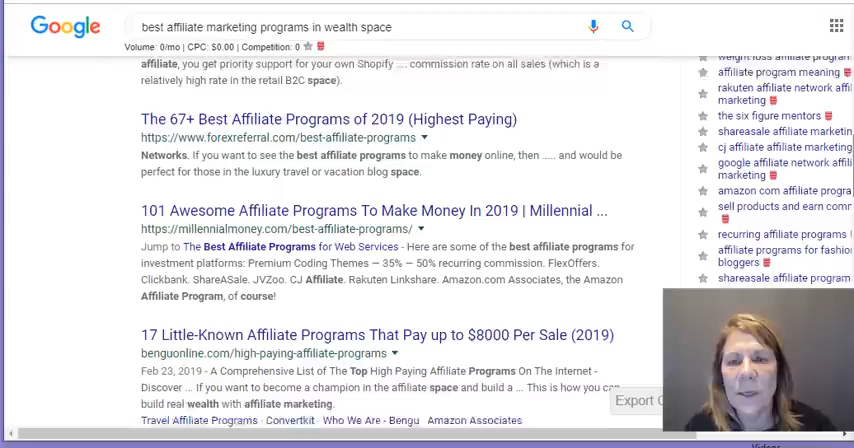 Google
best affiliate marketing programs in wealth space
Volume: 0/mo | CPC: $0.00 | Competition: 0
affiliate, you get priority support for your own Shopify .... commission rate on all sales (which is a
relatively high rate in the retail B2C space).
The 67+ Best Affiliate Programs of 2019 (Highest Paying)
https://www.forexreferral.com/best-affiliate-programs
Networks. If you want to see the best affiliate programs to make money online, then ..... and would be
perfect for those in the luxury travel or vacation blog space.
101 Awesome Affiliate Programs To Make Money In 2019 | Millennial ...
https://millennialmoney.com/best-affiliate-programs/
Jump to The Best Affiliate Programs for Web Services - Here are some of the best affiliate programs for
investment platforms: Premium Coding Themes — 35% — 50% recurring commission. FlexOffers.
Clickbank. ShareASale. JVZoo. CJ Affiliate. Rakuten Linkshare. Amazon.com Associates, the Amazon
Affiliate Program, of course!
17 Little-Known Affiliate Programs That Pay up to $8000 Per Sale (2019)
benguonline.com/high-paying-affiliate-programs
Feb 23, 2019 - A Comprehensive List of The Top High Paying Affiliate Programs On The Internet -
Discover ... If you want to become a champion in the affiliate space and build a ... This is how you can
build real wealth with affiliate marketing.
Travel Affiliate Programs · Convertkit · Who We Are - Bengu · Amazon Associates
weight loss affiliate program
affiliate program meaning
rakuten affiliate network affil
marketing
the six figure mentors
shareasale affiliate marketin
cj affiliate affiliate marketing
google affiliate network affil
marketing
amazon.com affiliate progra
sell products and earn comm
recurring affiliate programs
affiliate programs for fashion
bloggers
shareasale affiliate program
Export
Videos